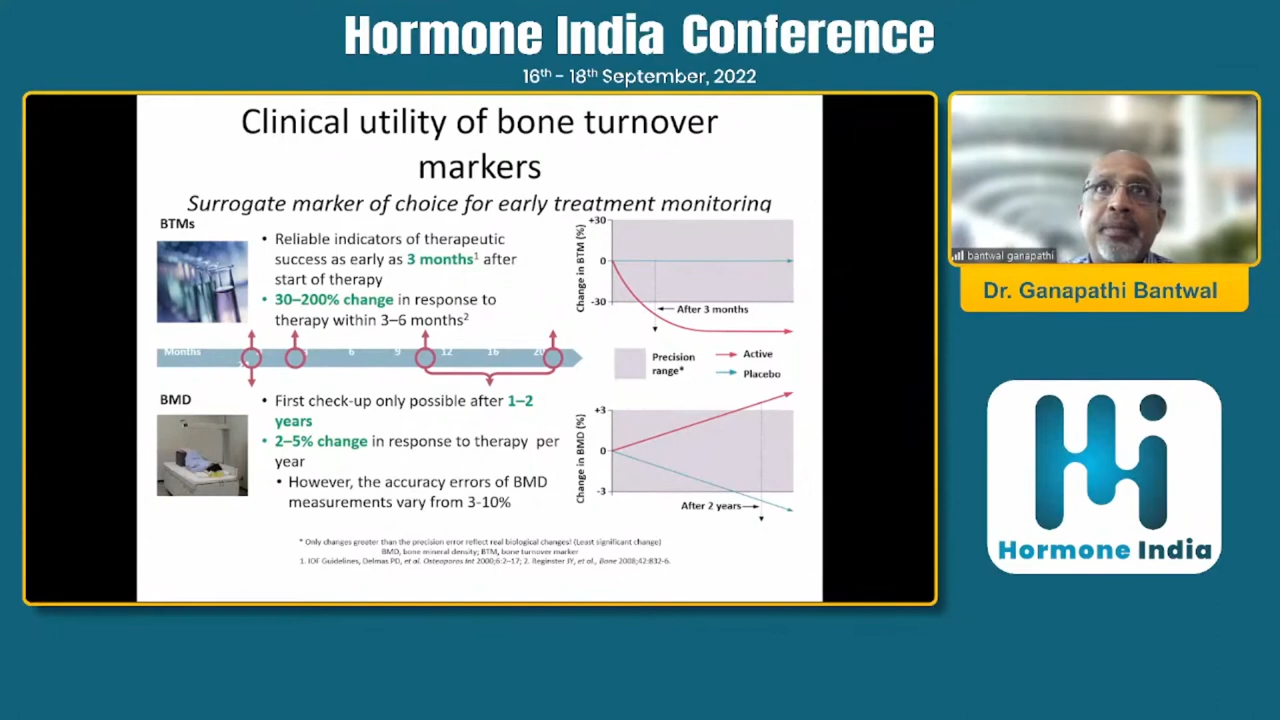 Hormone India Conference
16th - 18th September, 2022
Clinical utility of bone turnover
markers
Surrogate marker of choice for early treatment monitoring
BTMs
• Reliable indicators of therapeutic
success as early as 3 months1 after
start of therapy
• 30–200% change in response to
therapy within 3–6 months2
Months
6
9
12
16
20
BMD
• First check-up only possible after 1–2
years
• 2–5% change in response to therapy per
year
• However, the accuracy errors of BMD
measurements vary from 3-10%
Change in BTM (%)
+30
0
-30
After 3 months
Precision
range*
Active
Placebo
Change in BMD (%)
+3
0
-3
After 2 years
* Only changes greater than the precision error reflect real biological changes! (Least significant change)
BMD, bone mineral density; BTM, bone turnover marker
1. IOF Guidelines, Delmas PD, et al. Osteoporos Int 2000;6:2–17; 2. Reginster JY, et al., Bone 2008;42:832-6.
bantwal ganapathi
Dr. Ganapathi Bantwal
Hormone India